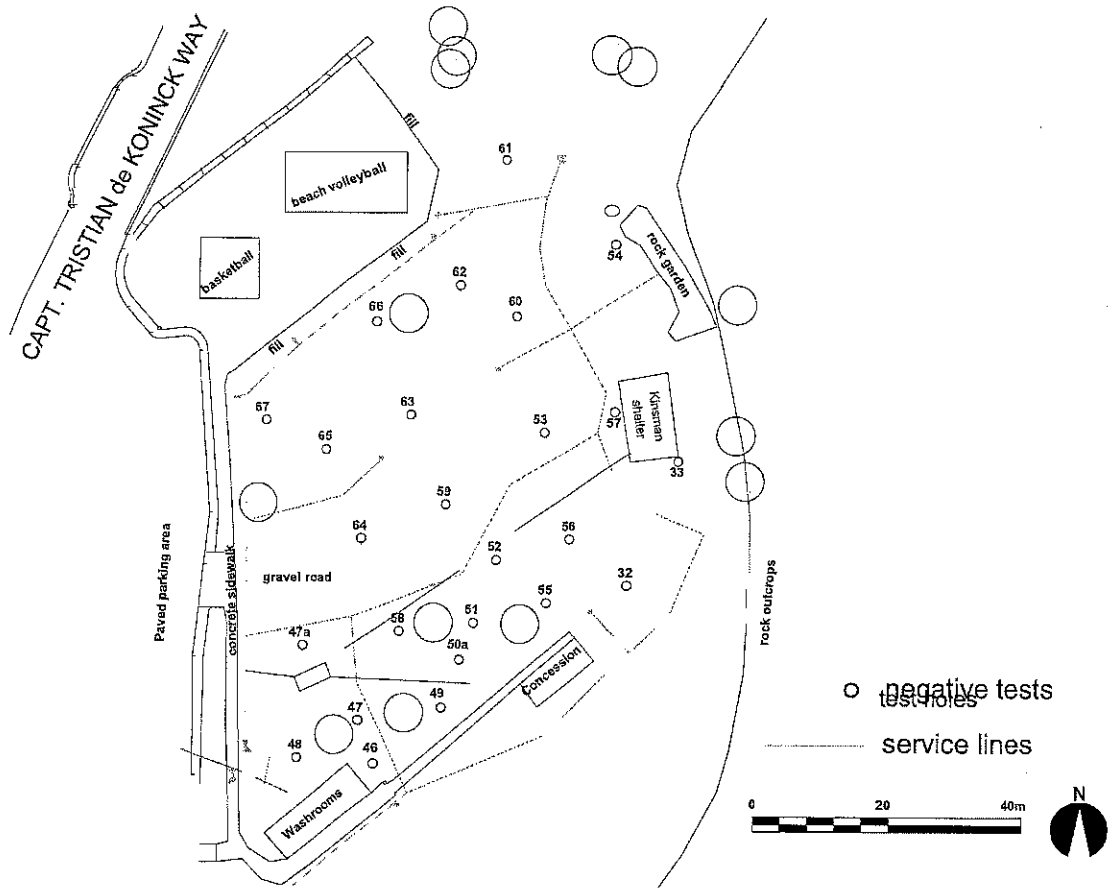 CAPT. TRISTIAN de KONINCK WAY
fill
61
beach volleyball
54
rock garden
basketball
fill
62
66
60
fill
67
63
57
Kinsman
shalter
53
65
33
59
64
56
52
Paved parking area
concrete sidewalk
gravel road
32
55
51
58
47a
50a
rock outcrops
Concession
49
47
48
46
Washrooms
negative tests
test holes
service lines
0 20 40m
N